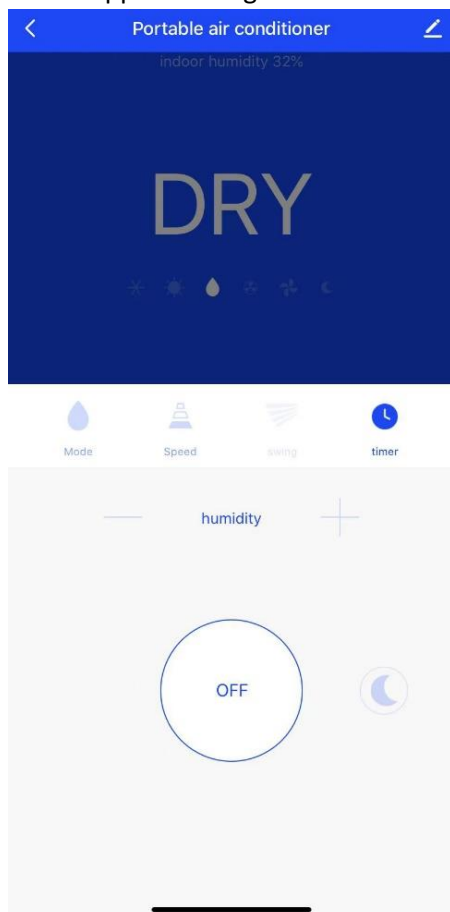 Portable air conditioner
indoor humidity 32%
DRY
Mode Speed swing timer
humidity
OFF